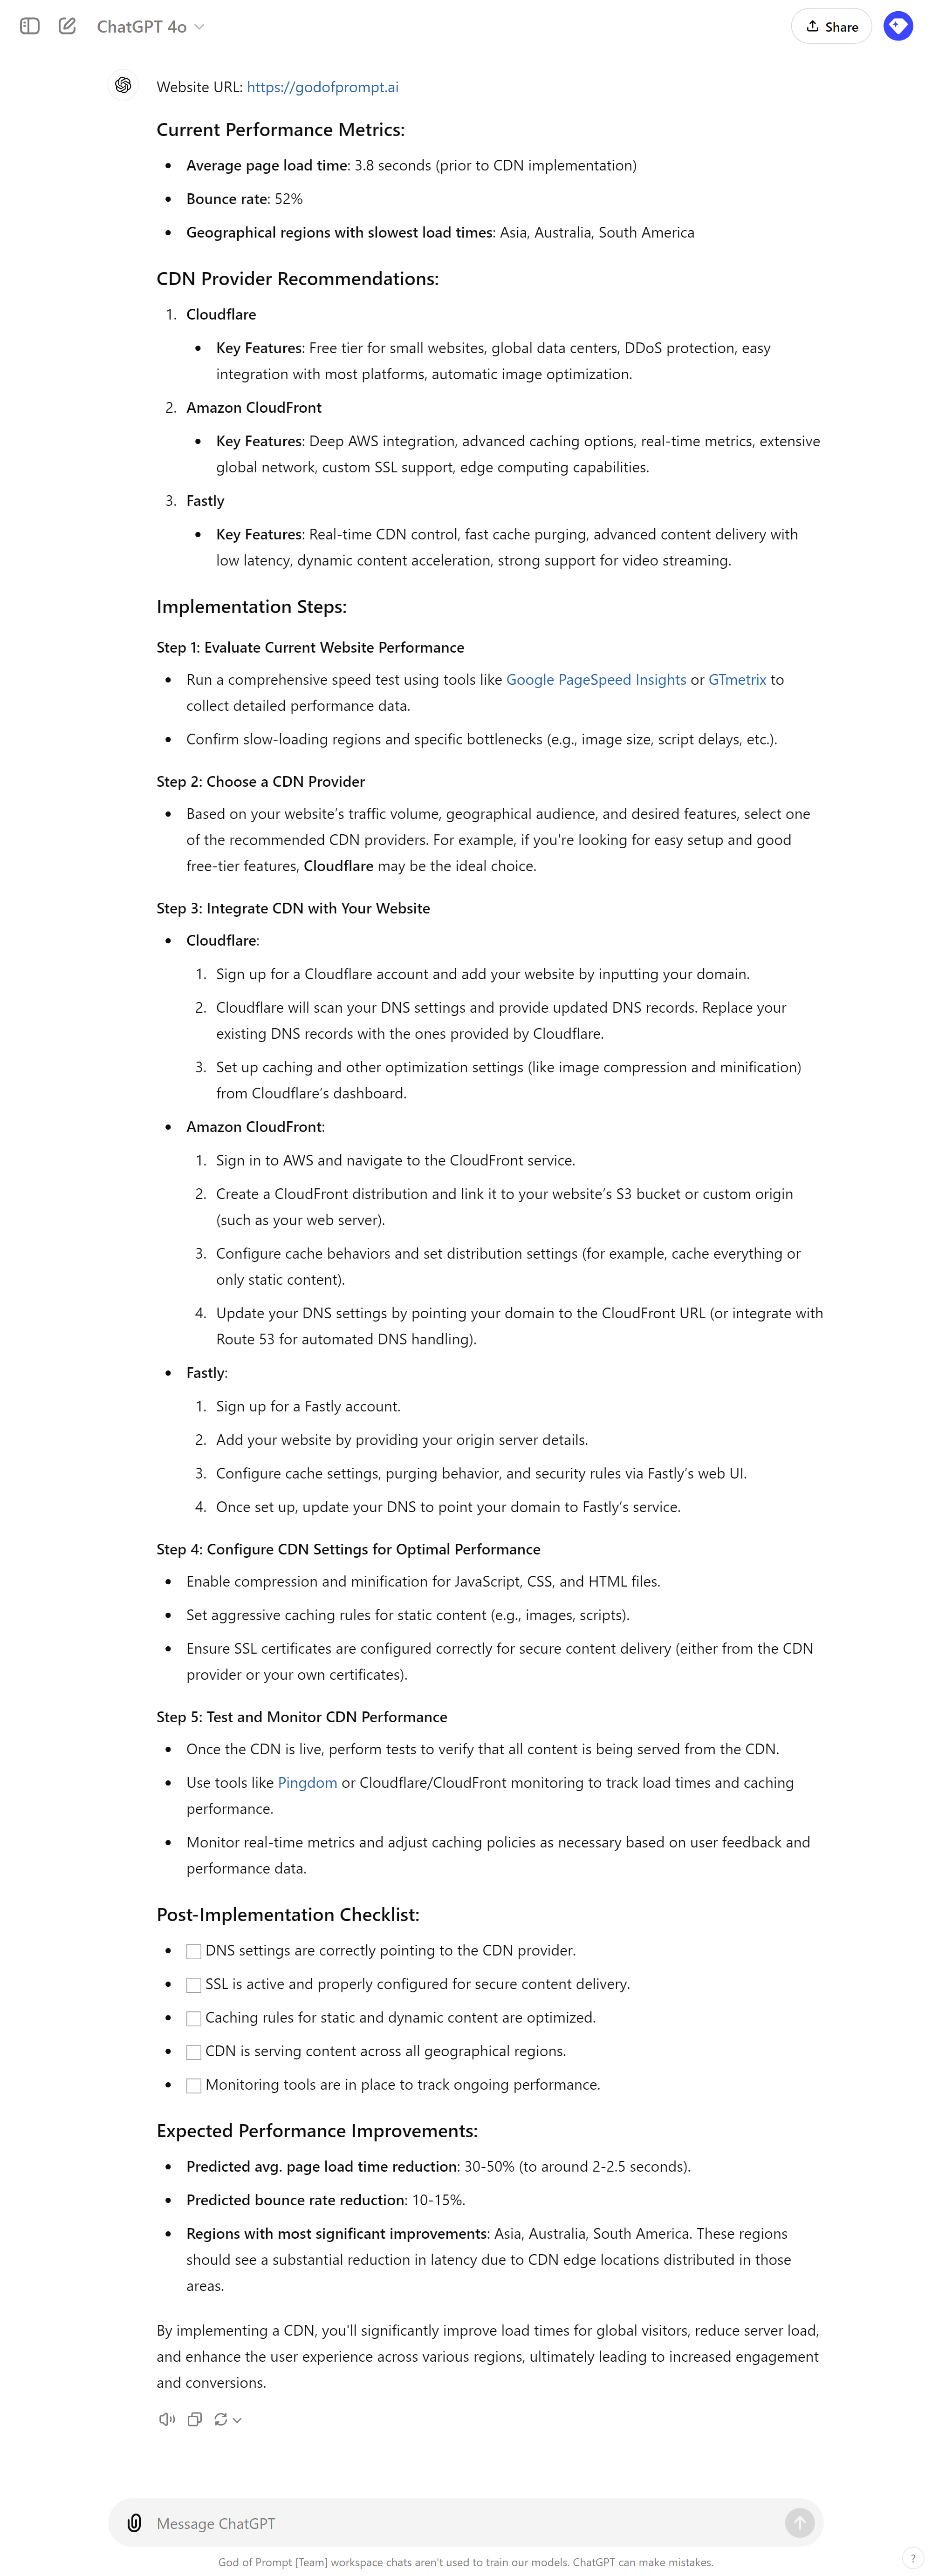 ChatGPT 4o
Share
Website URL: https://godofprompt.ai
Current Performance Metrics:
• Average page load time: 3.8 seconds (prior to CDN implementation)
• Bounce rate: 52%
• Geographical regions with slowest load times: Asia, Australia, South America
CDN Provider Recommendations:
1. Cloudflare
• Key Features: Free tier for small websites, global data centers, DDoS protection, easy
integration with most platforms, automatic image optimization.
2. Amazon CloudFront
• Key Features: Deep AWS integration, advanced caching options, real-time metrics, extensive
global network, custom SSL support, edge computing capabilities.
3. Fastly
• Key Features: Real-time CDN control, fast cache purging, advanced content delivery with
low latency, dynamic content acceleration, strong support for video streaming.
Implementation Steps:
Step 1: Evaluate Current Website Performance
• Run a comprehensive speed test using tools like Google PageSpeed Insights or GTmetrix to
collect detailed performance data.
• Confirm slow-loading regions and specific bottlenecks (e.g., image size, script delays, etc.).
Step 2: Choose a CDN Provider
• Based on your website’s traffic volume, geographical audience, and desired features, select one
of the recommended CDN providers. For example, if you're looking for easy setup and good
free-tier features, Cloudflare may be the ideal choice.
Step 3: Integrate CDN with Your Website
• Cloudflare:
1. Sign up for a Cloudflare account and add your website by inputting your domain.
2. Cloudflare will scan your DNS settings and provide updated DNS records. Replace your
existing DNS records with the ones provided by Cloudflare.
3. Set up caching and other optimization settings (like image compression and minification)
from Cloudflare’s dashboard.
• Amazon CloudFront:
1. Sign in to AWS and navigate to the CloudFront service.
2. Create a CloudFront distribution and link it to your website’s S3 bucket or custom origin
(such as your web server).
3. Configure cache behaviors and set distribution settings (for example, cache everything or
only static content).
4. Update your DNS settings by pointing your domain to the CloudFront URL (or integrate with
Route 53 for automated DNS handling).
• Fastly:
1. Sign up for a Fastly account.
2. Add your website by providing your origin server details.
3. Configure cache settings, purging behavior, and security rules via Fastly’s web UI.
4. Once set up, update your DNS to point your domain to Fastly’s service.
Step 4: Configure CDN Settings for Optimal Performance
• Enable compression and minification for JavaScript, CSS, and HTML files.
• Set aggressive caching rules for static content (e.g., images, scripts).
• Ensure SSL certificates are configured correctly for secure content delivery (either from the CDN
provider or your own certificates).
Step 5: Test and Monitor CDN Performance
• Once the CDN is live, perform tests to verify that all content is being served from the CDN.
• Use tools like Pingdom or Cloudflare/CloudFront monitoring to track load times and caching
performance.
• Monitor real-time metrics and adjust caching policies as necessary based on user feedback and
performance data.
Post-Implementation Checklist:
• DNS settings are correctly pointing to the CDN provider.
• SSL is active and properly configured for secure content delivery.
• Caching rules for static and dynamic content are optimized.
• CDN is serving content across all geographical regions.
• Monitoring tools are in place to track ongoing performance.
Expected Performance Improvements:
• Predicted avg. page load time reduction: 30-50% (to around 2-2.5 seconds).
• Predicted bounce rate reduction: 10-15%.
• Regions with most significant improvements: Asia, Australia, South America. These regions
should see a substantial reduction in latency due to CDN edge locations distributed in those
areas.
By implementing a CDN, you'll significantly improve load times for global visitors, reduce server load,
and enhance the user experience across various regions, ultimately leading to increased engagement
and conversions.
Message ChatGPT
God of Prompt [Team] workspace chats aren't used to train our models. ChatGPT can make mistakes.
?